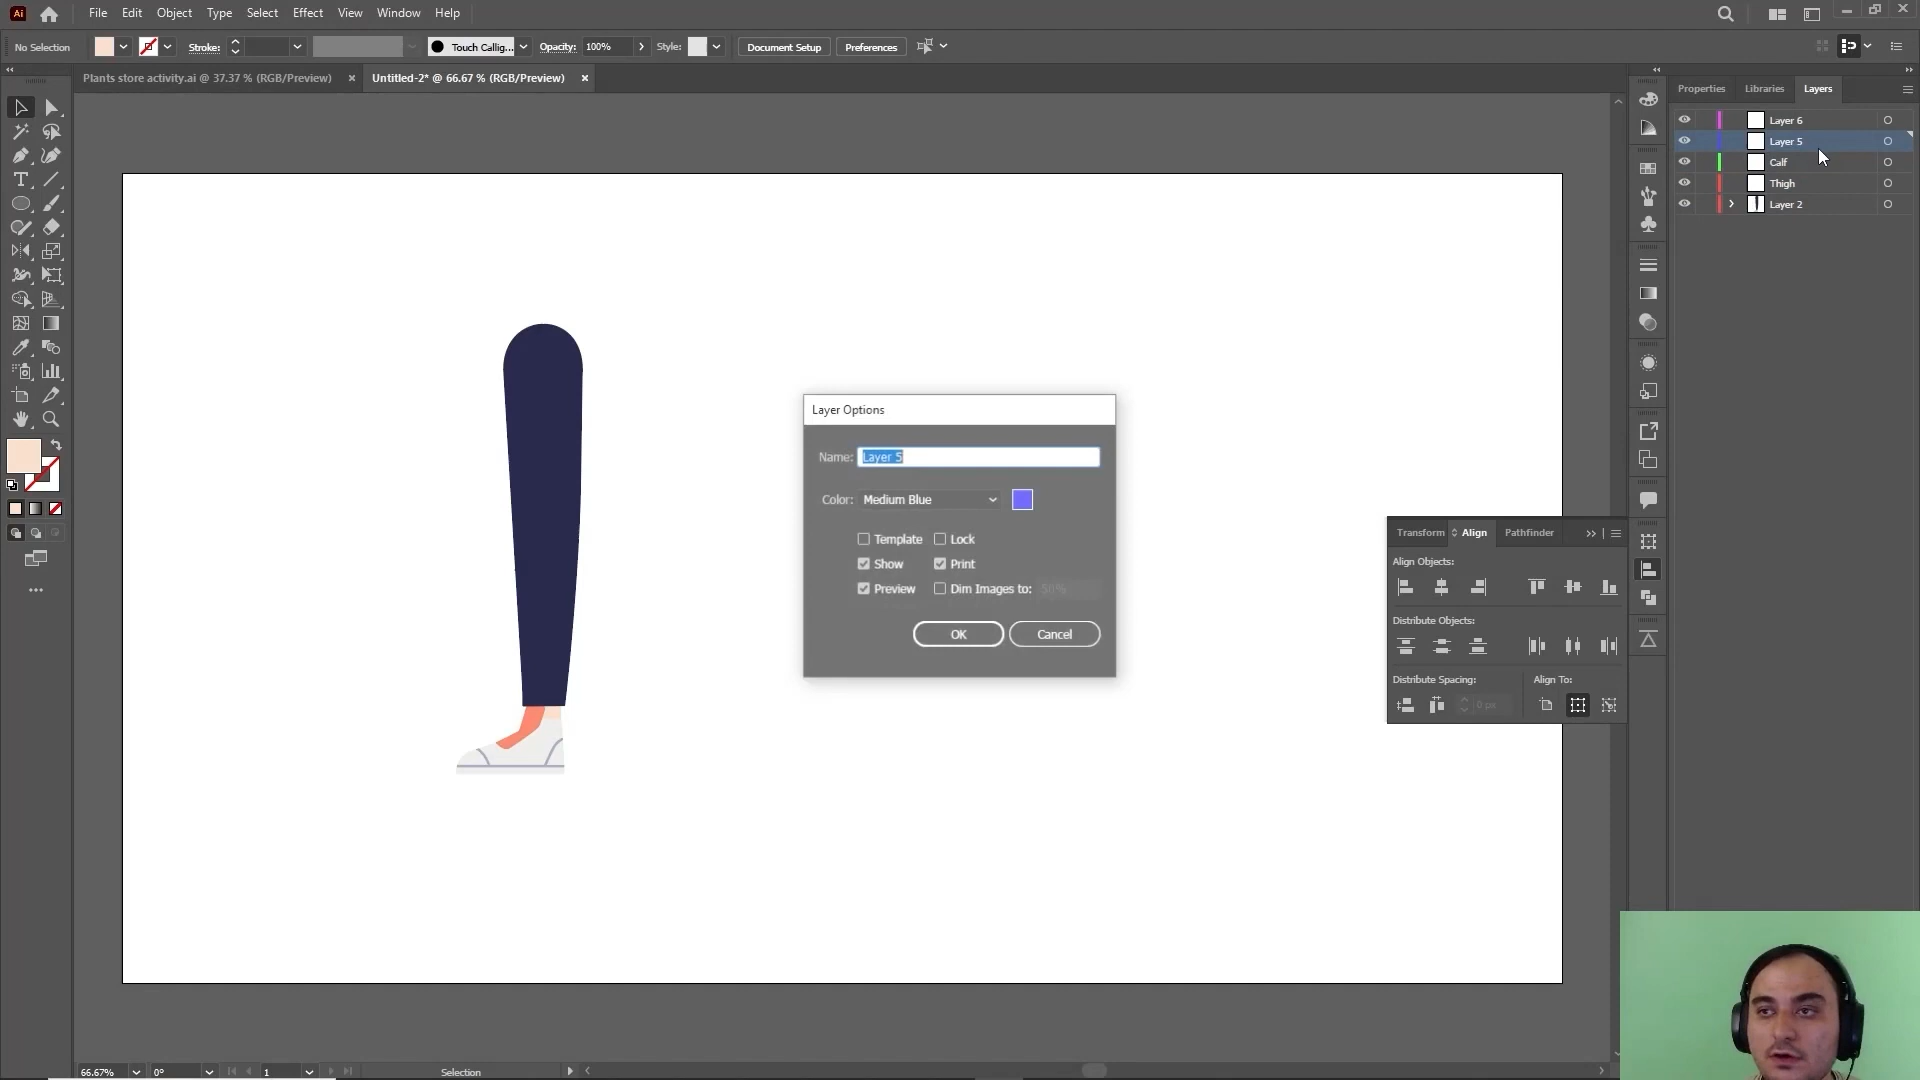 Ai File Edit Object Type Select Effect View Window Help
No Selection Stroke: Touch Callig... Opacity: 100% Style: Document Setup Preferences
Plants store activity.ai @ 37.37 % (RGB/Preview) × Untitled-2* @ 66.67 % (RGB/Preview) ×
Properties Libraries Layers
Layer 6
Layer 5
Calf
Thigh
Layer 2
Layer Options
Name: Layer 5
Color: Medium Blue
Template Lock
Show Print
Preview Dim Images to: 50%
OK Cancel
Transform Align Pathfinder
Align Objects:
Distribute Objects:
Distribute Spacing: Align To:
0 px
66.67% 0° 1 Selection